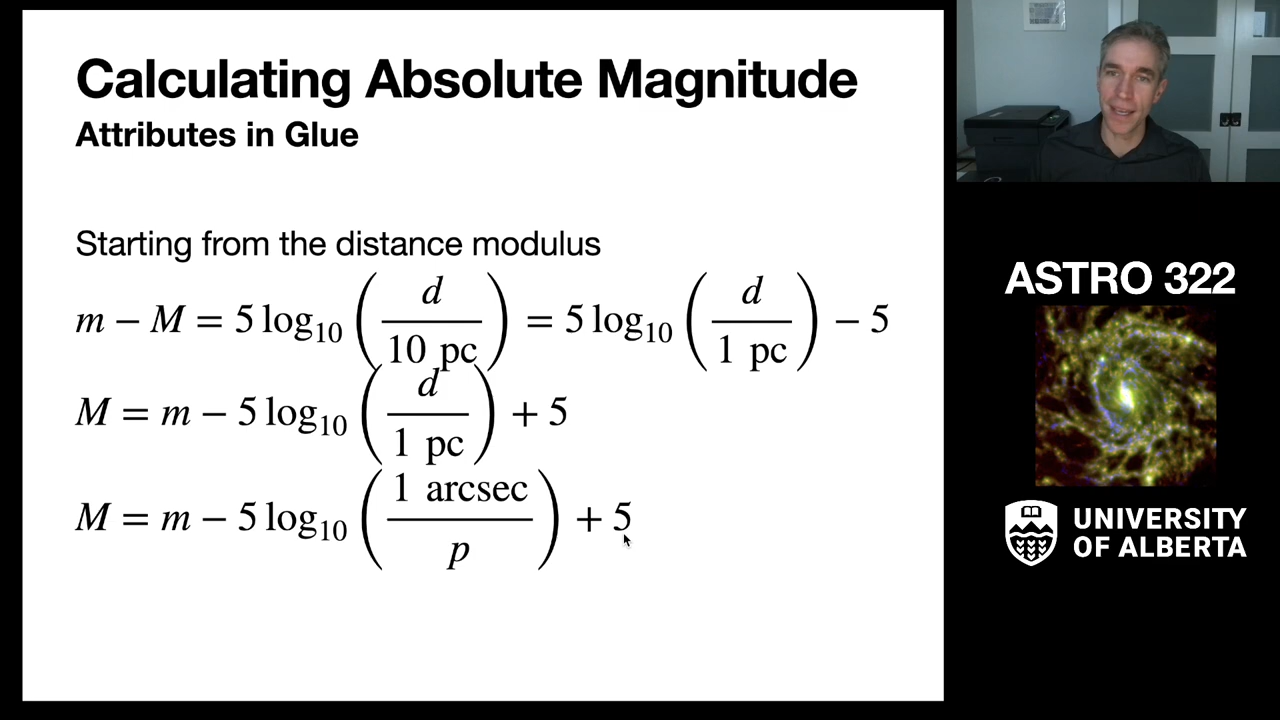 Calculating Absolute Magnitude
Attributes in Glue
Starting from the distance modulus
m − M = 5 log₁₀ (d / 10 pc) = 5 log₁₀ (d / 1 pc) − 5
M = m − 5 log₁₀ (d / 1 pc) + 5
M = m − 5 log₁₀ (1 arcsec / p) + 5
ASTRO 322
UNIVERSITY
OF ALBERTA